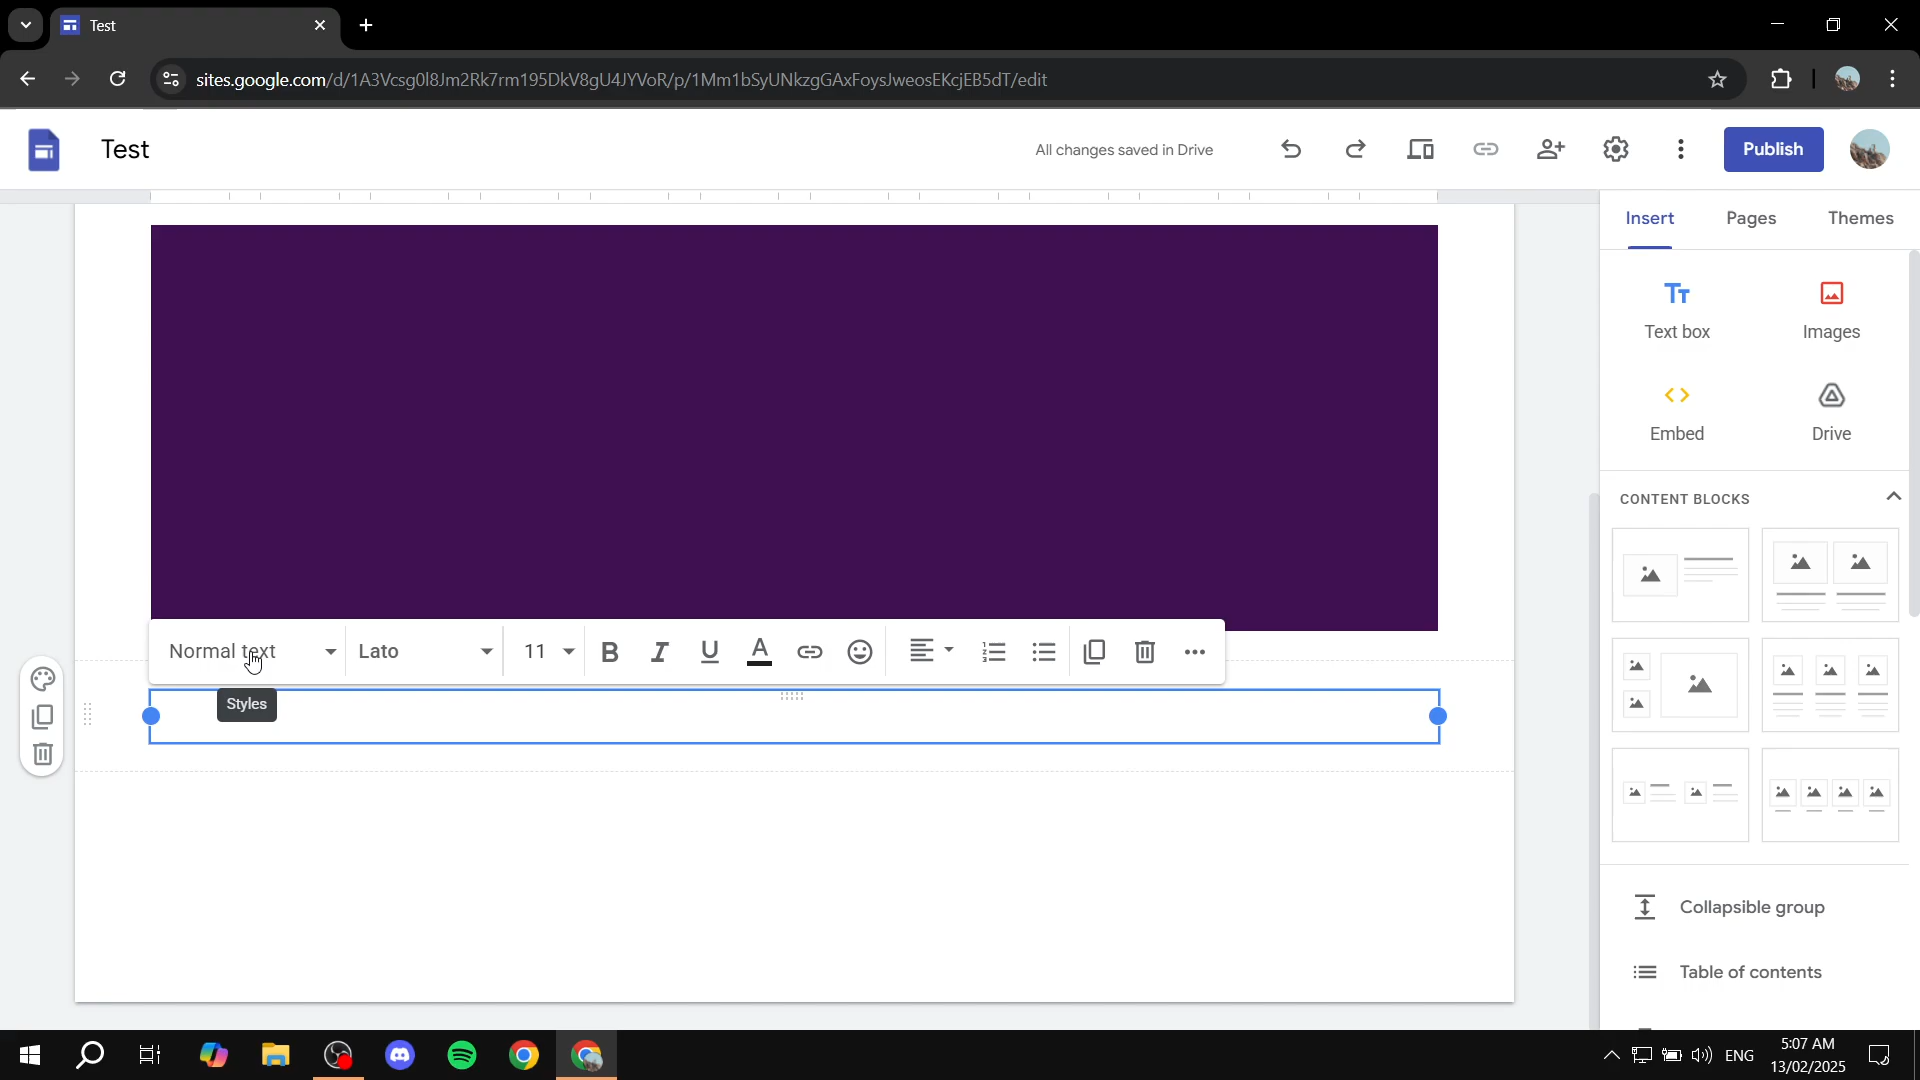 Test
sites.google.com/d/1A3Vcsg0l8Jm2Rk7rm195DkV8gU4JYVoR/p/1Mm1bSyUNkzgGAxFoysJweosEKcjEB5dT/edit
Test
All changes saved in Drive
Publish
Insert
Pages
Themes
Text box
Images
Embed
Drive
CONTENT BLOCKS
Normal text
Lato
11
Styles
Collapsible group
Table of contents
ENG
5:07 AM
13/02/2025